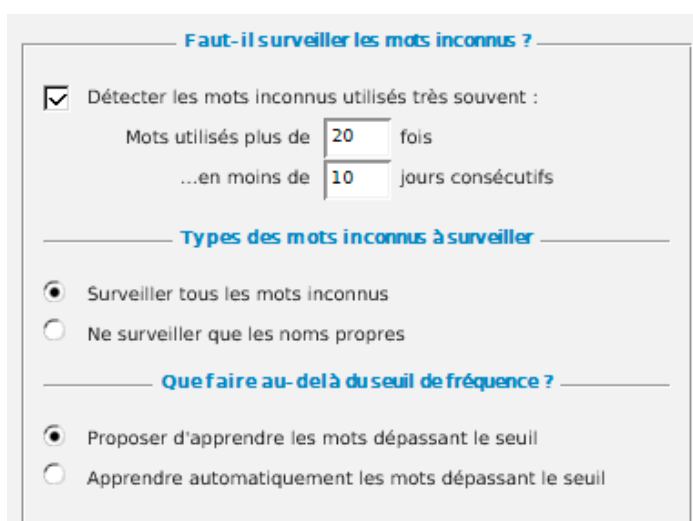 Faut-il surveiller les mots inconnus ?
Détecter les mots inconnus utilisés très souvent :
Mots utilisés plus de 20 fois
...en moins de 10 jours consécutifs
Types des mots inconnus à surveiller
Surveiller tous les mots inconnus
Ne surveiller que les noms propres
Que faire au-delà du seuil de fréquence ?
Proposer d'apprendre les mots dépassant le seuil
Apprendre automatiquement les mots dépassant le seuil